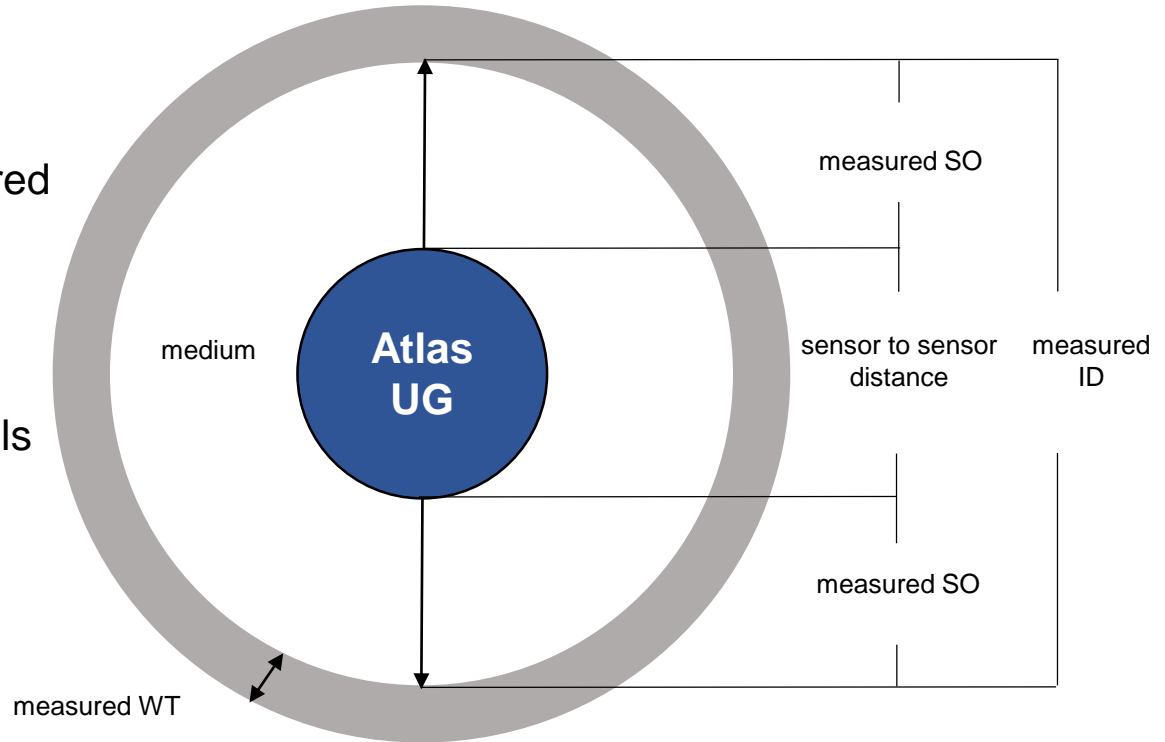 measured SO
medium
Atlas
UG
sensor to sensor
distance
measured
ID
measured SO
measured WT